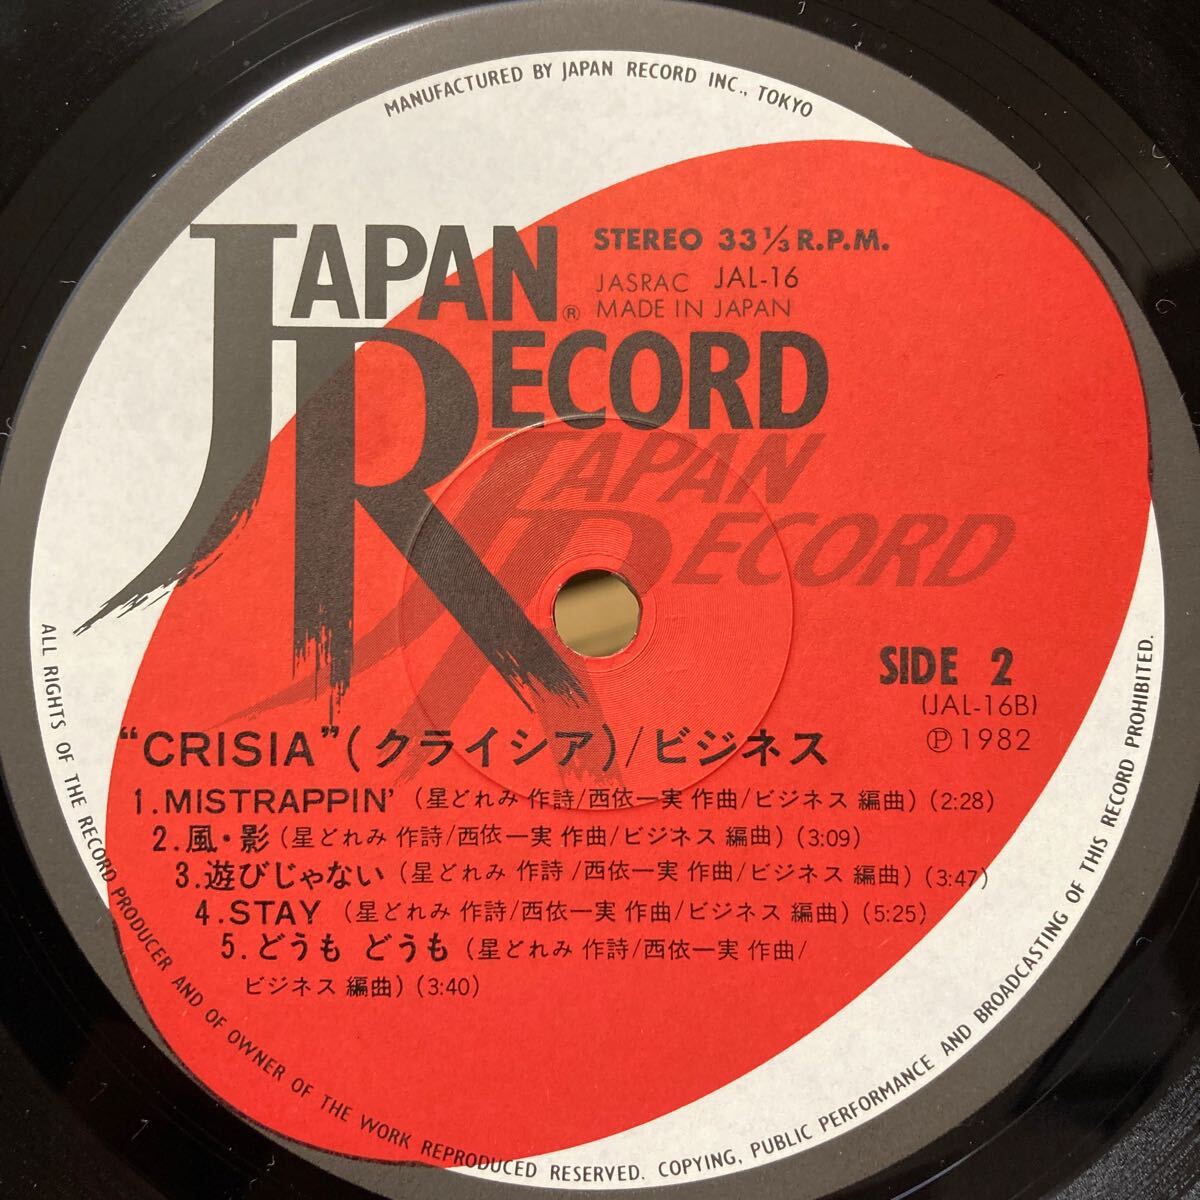 MANUFACTURED BY JAPAN RECORD INC., TOKYO
JAPAN
RECORD
®
STEREO 33 1/3 R.P.M.
JASRAC JAL-16
MADE IN JAPAN
JAPAN
RECORD
SIDE 2
(JAL-16B)
Ⓟ1982
“CRISIA”(クライシア)/ビジネス
1.MISTRAPPIN' (星どれみ 作詩/西依一実 作曲/ビジネス 編曲) (2:28)
2.風・影 (星どれみ 作詩/西依一実 作曲/ビジネス 編曲) (3:09)
3.遊びじゃない (星どれみ 作詩/西依一実 作曲/ビジネス 編曲) (3:47)
4.STAY (星どれみ 作詩/西依一実 作曲/ビジネス 編曲) (5:25)
5.どうも どうも (星どれみ 作詩/西依一実 作曲/
ビジネス 編曲) (3:40)
ALL RIGHTS OF THE RECORD PRODUCER AND OF OWNER OF THE WORK REPRODUCED RESERVED. COPYING, PUBLIC PERFORMANCE AND BROADCASTING OF THIS RECORD PROHIBITED.